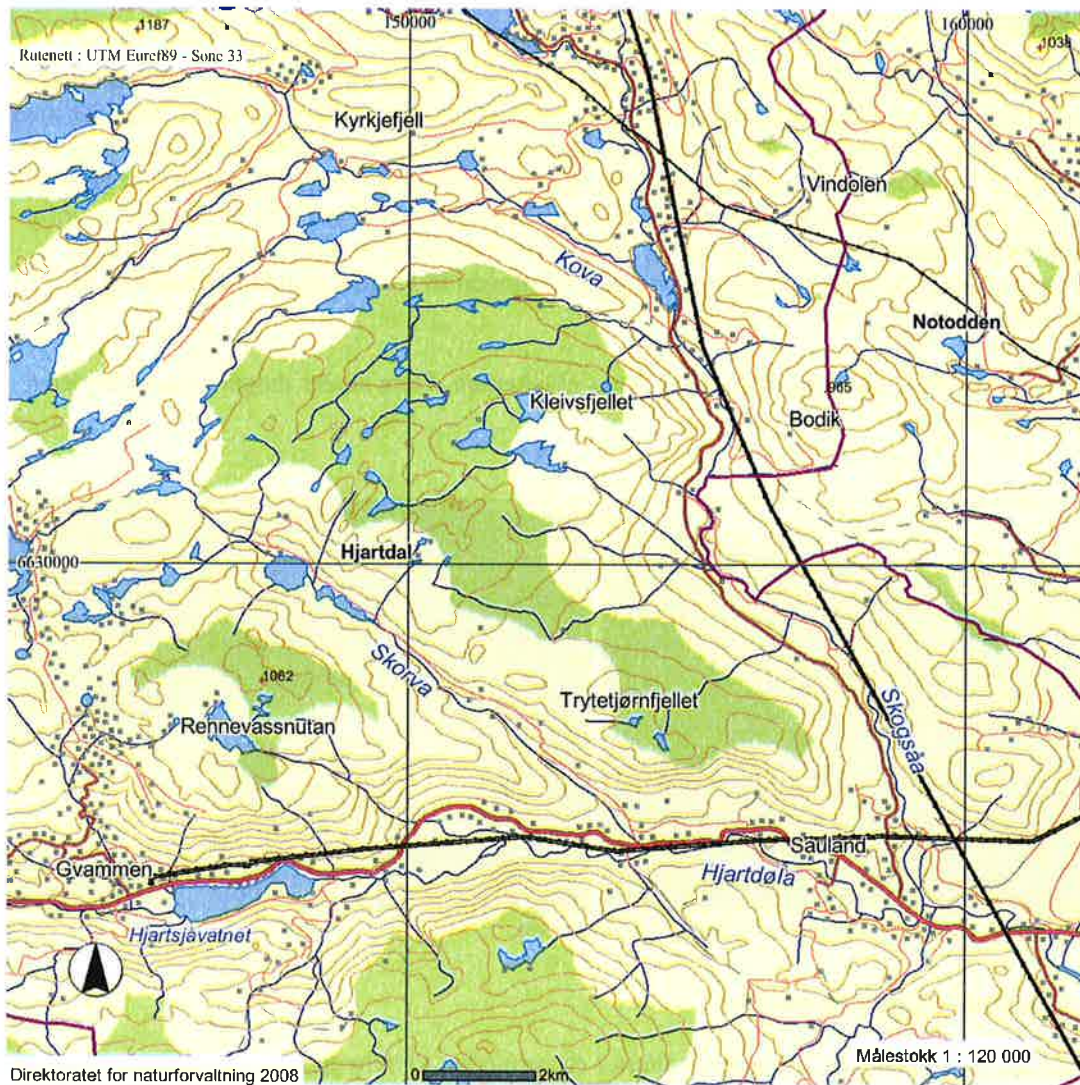 1187
150000
160000
1038
Rutenett : UTM Euref89 - Sone 33
Kyrkjefjell
Vindolen
Kova
Notodden
965
Kleivsfjellet
Bodik
Hjartdal
6630000
Skorva
1062
Trytetjørnfjellet
Rennevassnutan
Skogsåa
Sauland
Gvammen
Hjartdøla
Hjartsjåvatnet
Målestokk 1 : 120 000
Direktoratet for naturforvaltning 2008
0 2km